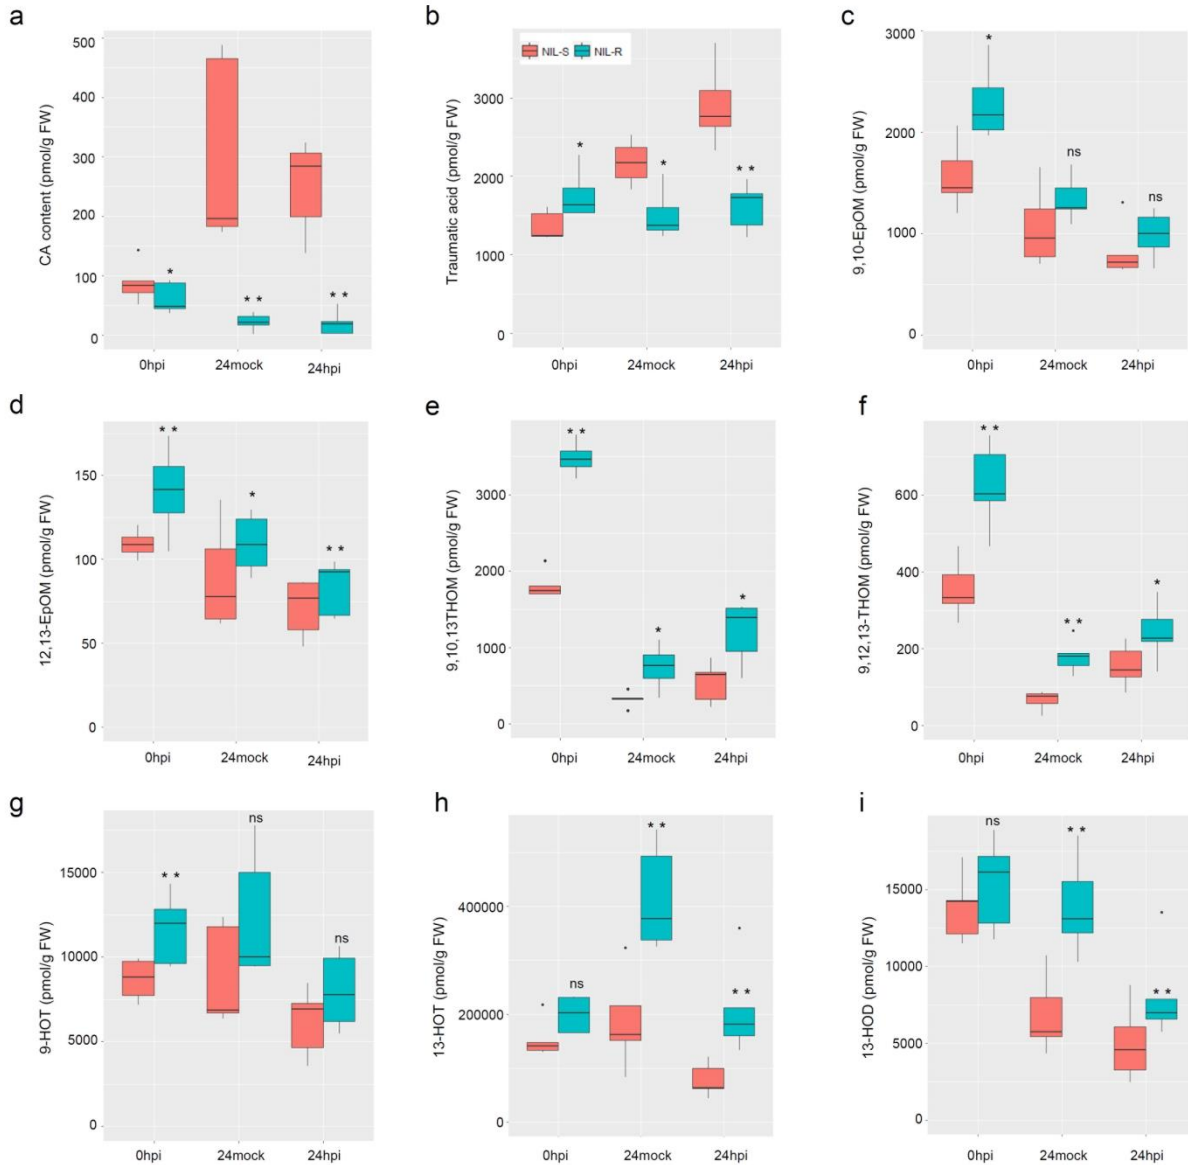 a
CA content (pmol/g FW)
500
400
300
200
100
0
*
* *
* *
0hpi 24mock 24hpi
b
Traumatic acid (pmol/g FW)
NIL-S NIL-R
3000
2000
1000
0
*
*
* *
0hpi 24mock 24hpi
c
9,10-EpOM (pmol/g FW)
3000
2000
1000
0
*
ns
ns
0hpi 24mock 24hpi
d
12,13-EpOM (pmol/g FW)
150
100
50
0
* *
*
* *
0hpi 24mock 24hpi
e
9,10,13THOM (pmol/g FW)
3000
2000
1000
0
* *
*
*
0hpi 24mock 24hpi
f
9,12,13-THOM (pmol/g FW)
600
400
200
0
* *
* *
*
0hpi 24mock 24hpi
g
9-HOT (pmol/g FW)
15000
10000
5000
0
* *
ns
ns
0hpi 24mock 24hpi
h
13-HOT (pmol/g FW)
400000
200000
0
ns
* *
* *
0hpi 24mock 24hpi
i
13-HOD (pmol/g FW)
15000
10000
5000
0
ns
* *
* *
0hpi 24mock 24hpi